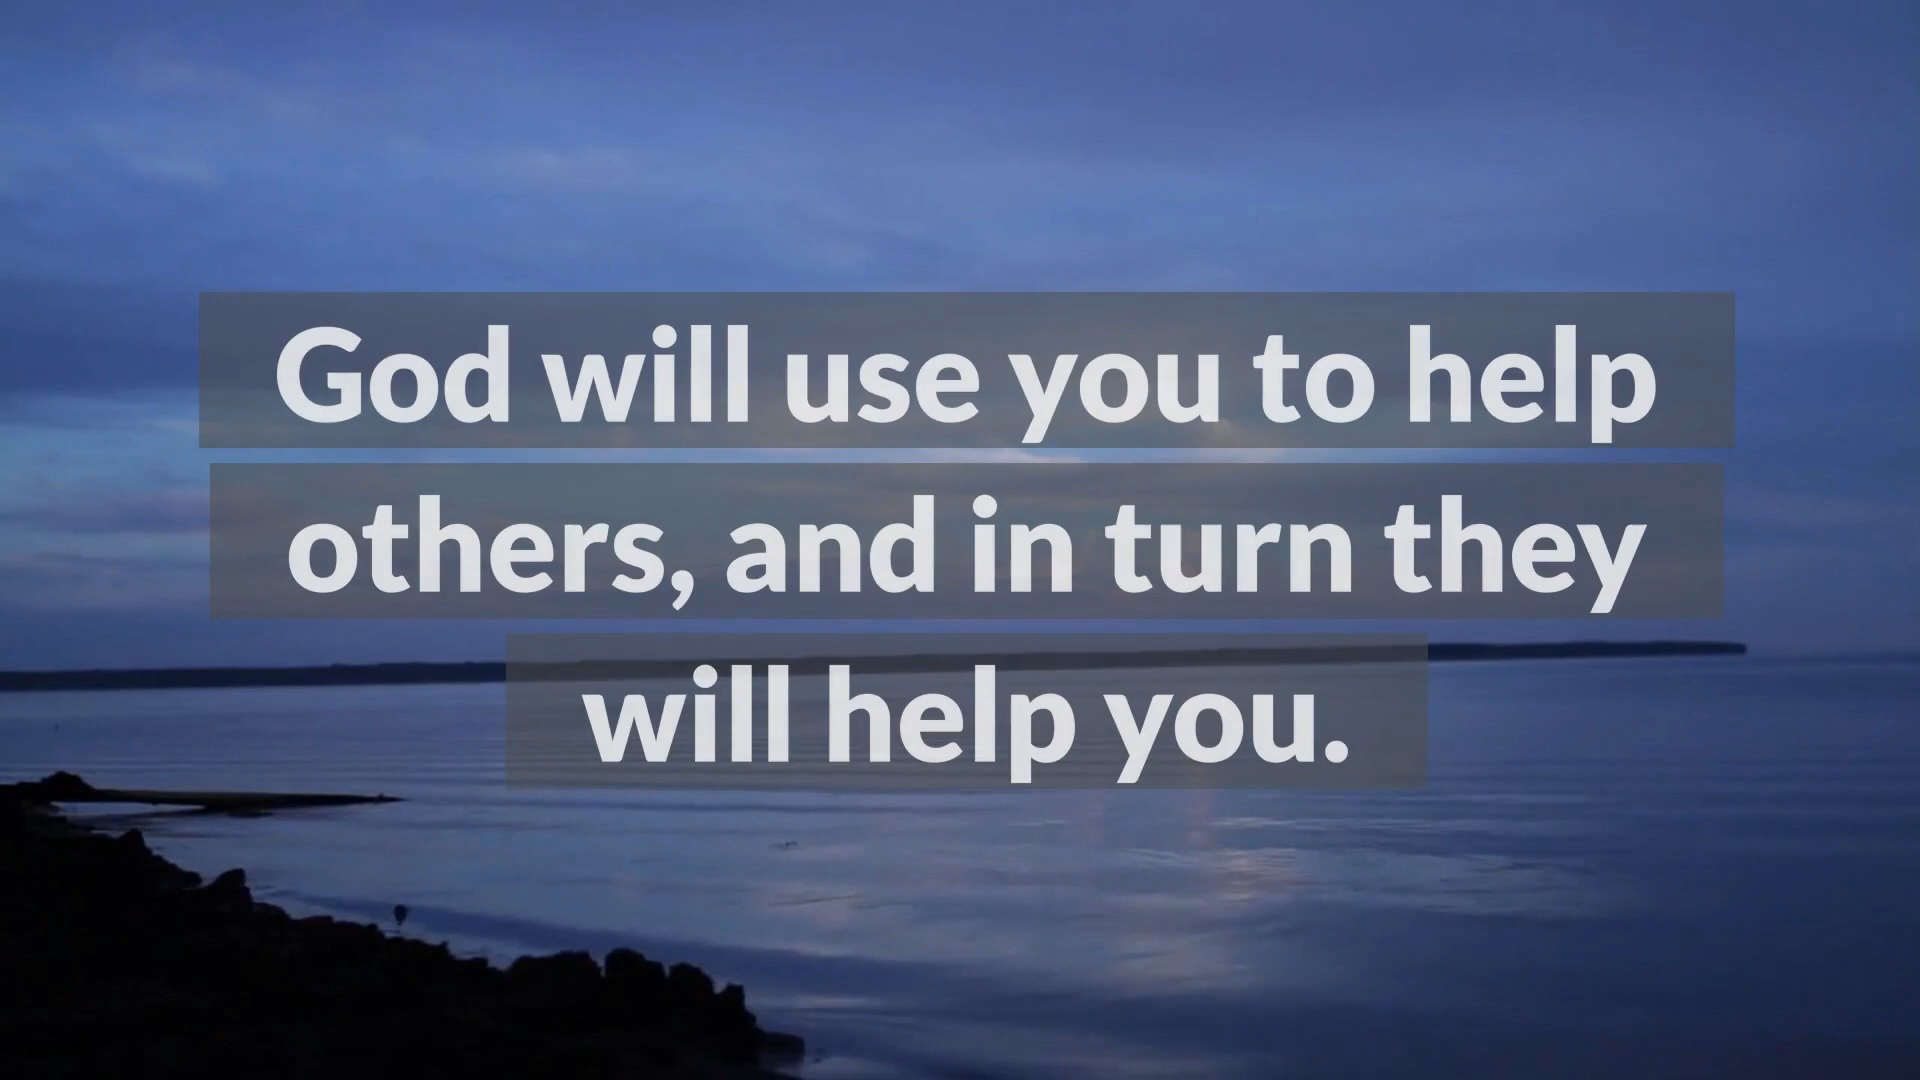 God will use you to help
others, and in turn they
will help you.